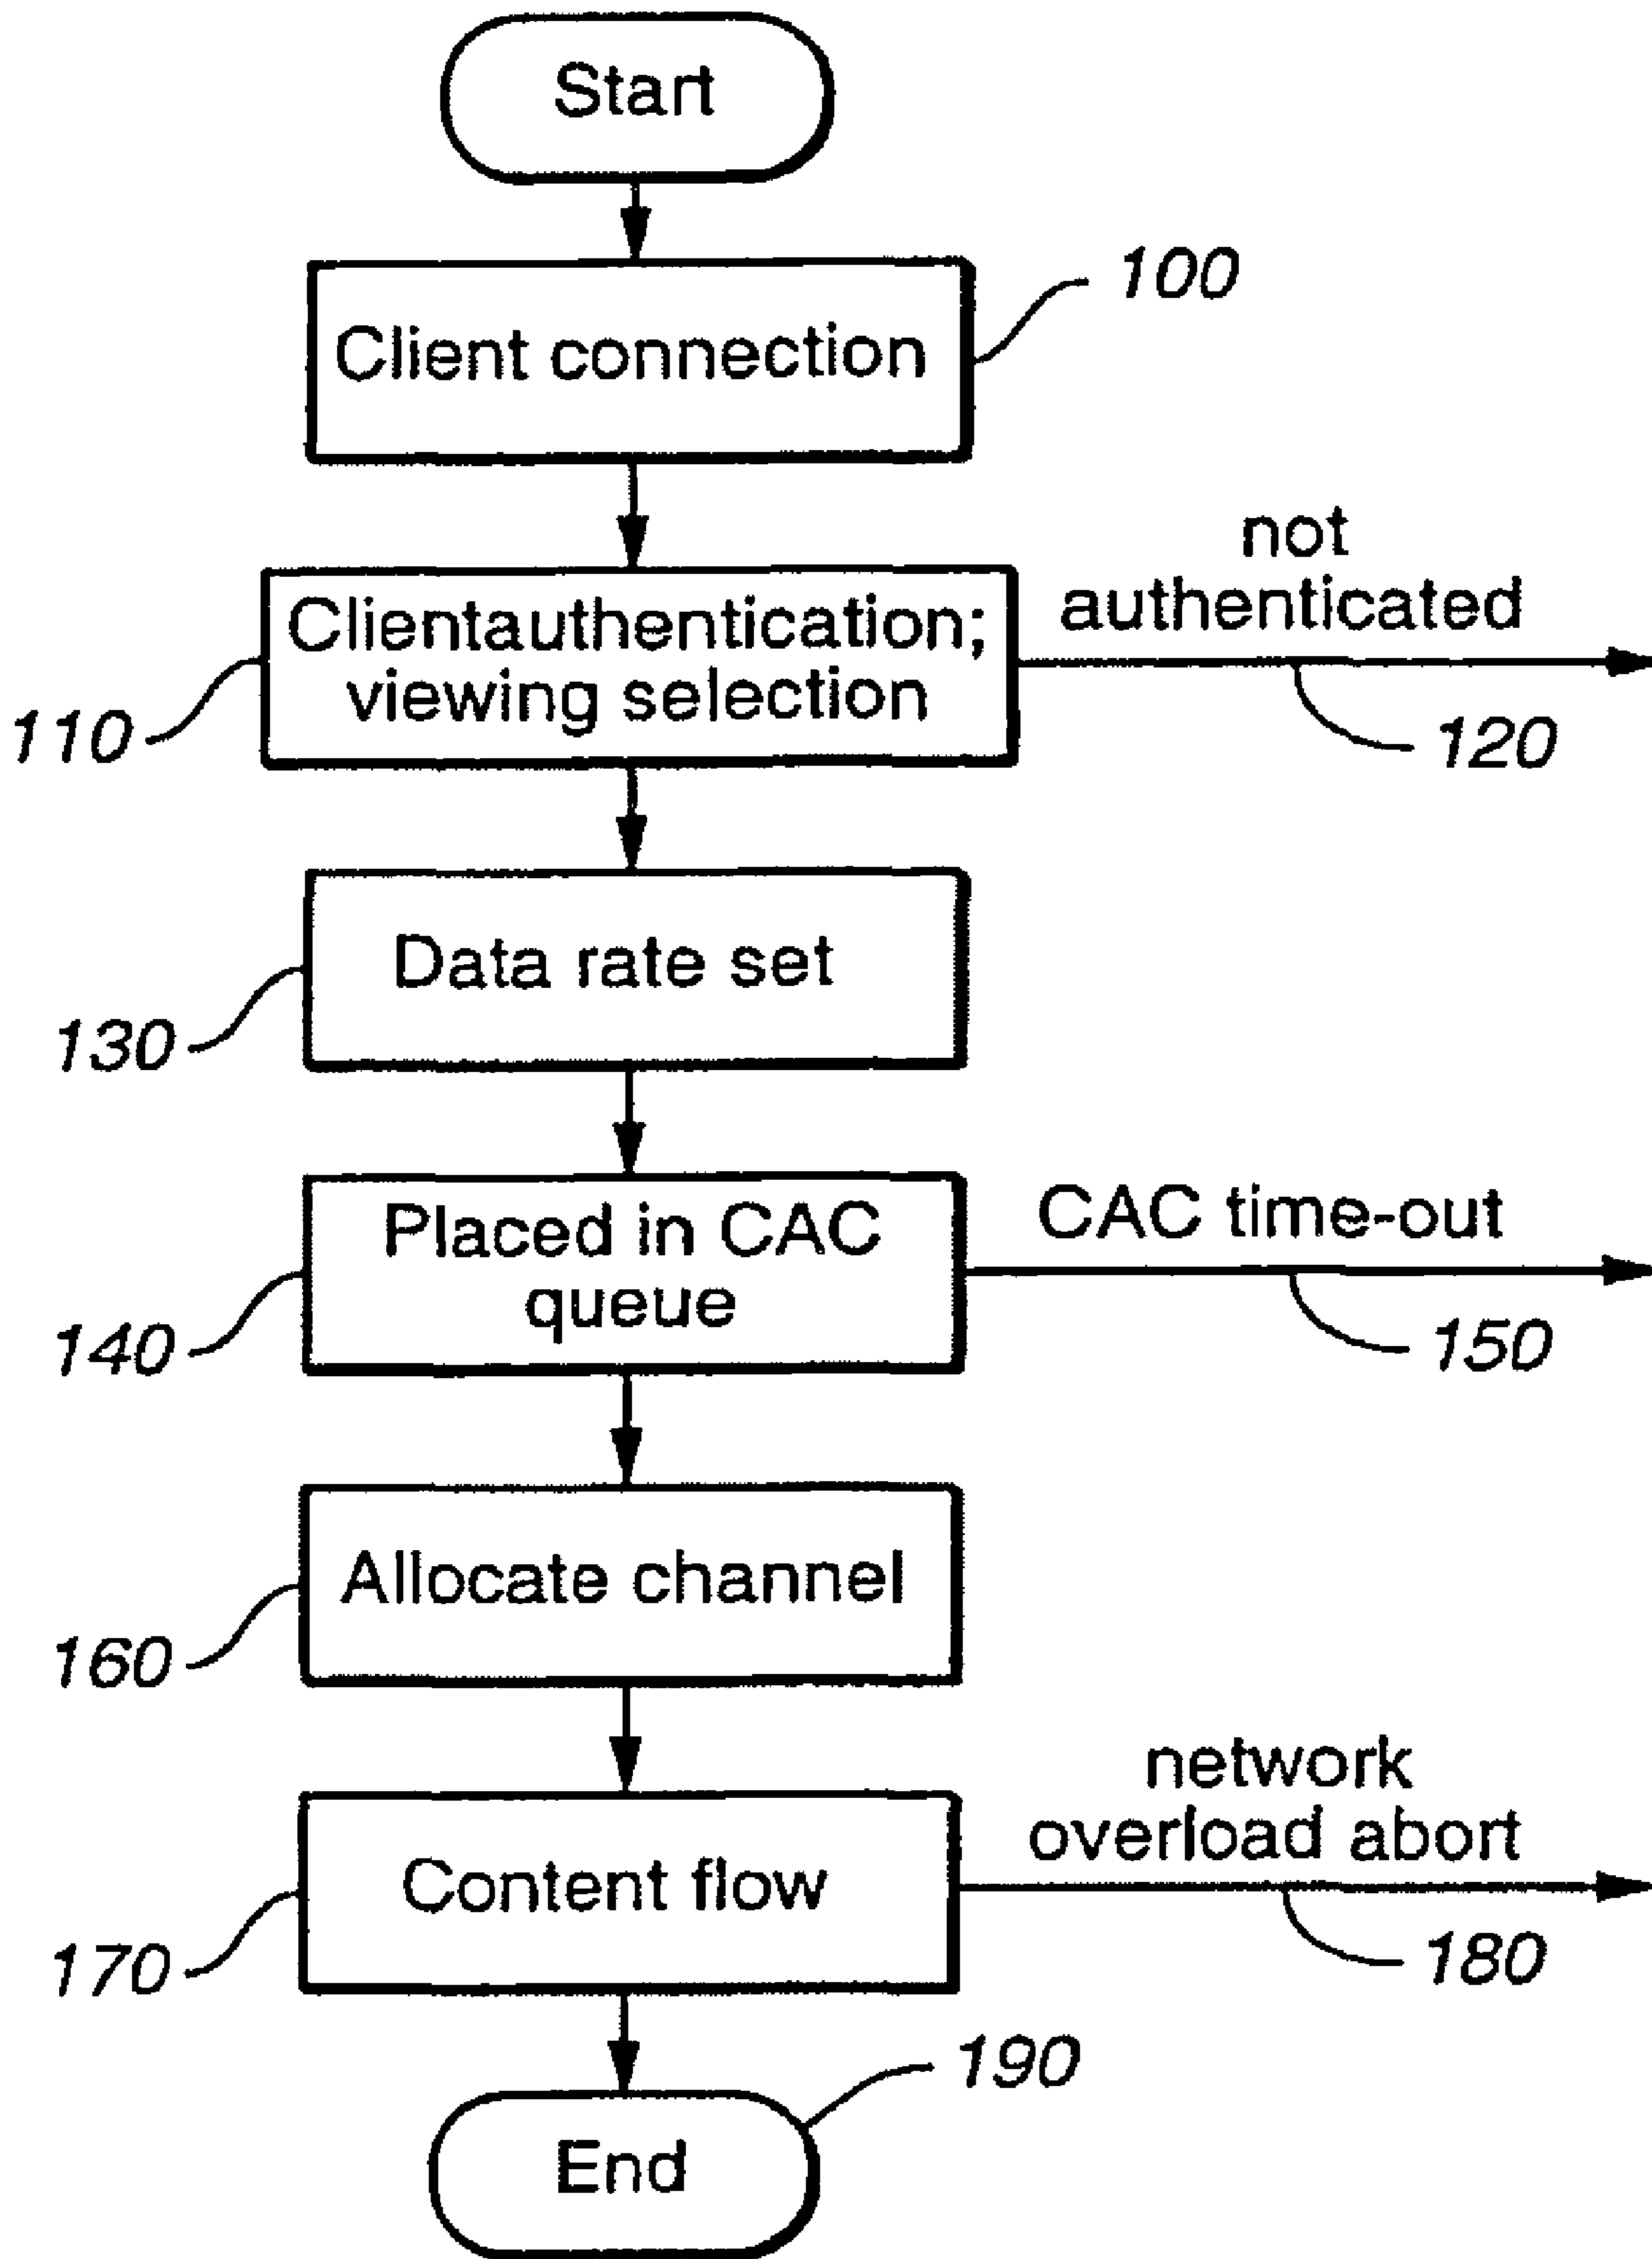 Start
Client connection
100
Clientauthentication;
viewing selection
110
not
authenticated
120
Data rate set
130
Placed in CAC
queue
140
CAC time-out
150
Allocate channel
160
Content flow
170
network
overload abort
180
End
190